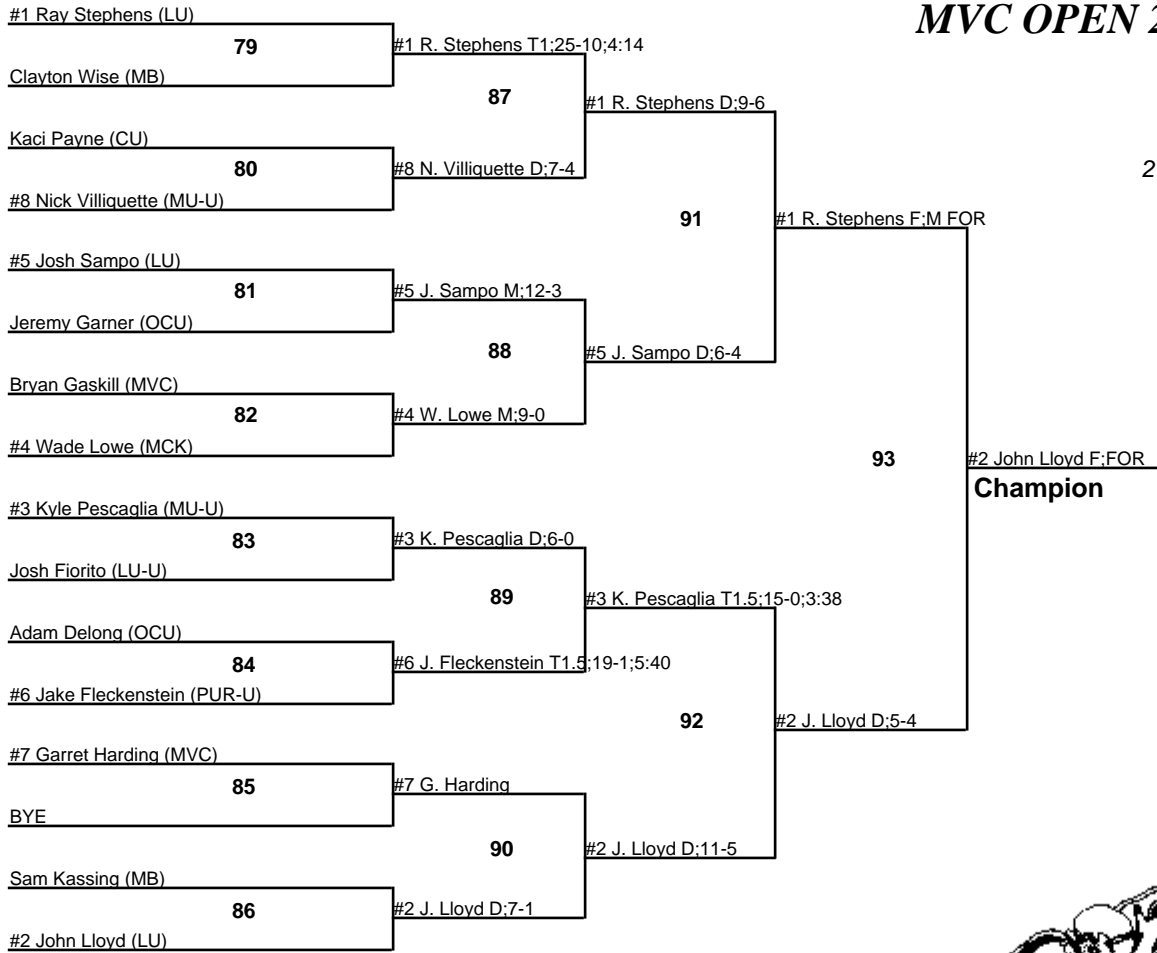 #1 Ray Stephens (LU)
MVC OPEN 2
79
#1 R. Stephens T1;25-10;4:14
Clayton Wise (MB)
87
#1 R. Stephens D;9-6
Kaci Payne (CU)
80
#8 N. Villiquette D;7-4
2
#8 Nick Villiquette (MU-U)
91
#1 R. Stephens F;M FOR
#5 Josh Sampo (LU)
81
#5 J. Sampo M;12-3
Jeremy Garner (OCU)
88
#5 J. Sampo D;6-4
Bryan Gaskill (MVC)
82
#4 W. Lowe M;9-0
#4 Wade Lowe (MCK)
93
#2 John Lloyd F;FOR
Champion
#3 Kyle Pescaglia (MU-U)
83
#3 K. Pescaglia D;6-0
Josh Fiorito (LU-U)
89
#3 K. Pescaglia T1.5;15-0;3:38
Adam Delong (OCU)
84
#6 J. Fleckenstein T1.5;19-1;5:40
#6 Jake Fleckenstein (PUR-U)
92
#2 J. Lloyd D;5-4
#7 Garret Harding (MVC)
85
#7 G. Harding
BYE
90
#2 J. Lloyd D;11-5
Sam Kassing (MB)
86
#2 J. Lloyd D;7-1
#2 John Lloyd (LU)